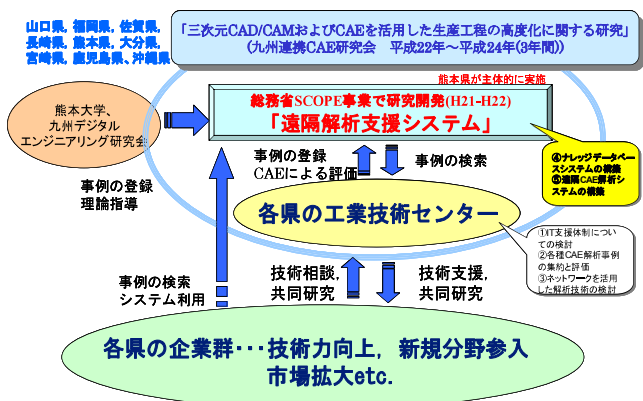 山口県，福岡県，佐賀県，
長崎県，熊本県，大分県，
宮崎県，鹿児島県、沖縄県
「三次元CAD/CAMおよびCAEを活用した生産工程の高度化に関する研究」
(九州連携CAE研究会　平成22年～平成24年(3年間))
熊本県が主体的に実施
熊本大学、
九州デジタル
エンジニアリング研究会
総務省SCOPE事業で研究開発(H21-H22)
「遠隔解析支援システム」
④ナレッジデータベー
スシステムの構築
⑤遠隔CAE解析シ
ステムの構築
事例の登録
理論指導
事例の登録
CAEによる評価
事例の検索
各県の工業技術センター
①IT支援体制につい
ての検討
②各種CAE解析事例
の集約と評価
③ネットワークを活用
した解析技術の検討
事例の検索
システム利用
技術相談，
共同研究
技術支援，
共同研究
各県の企業群･･･技術力向上，新規分野参入
市場拡大etc.